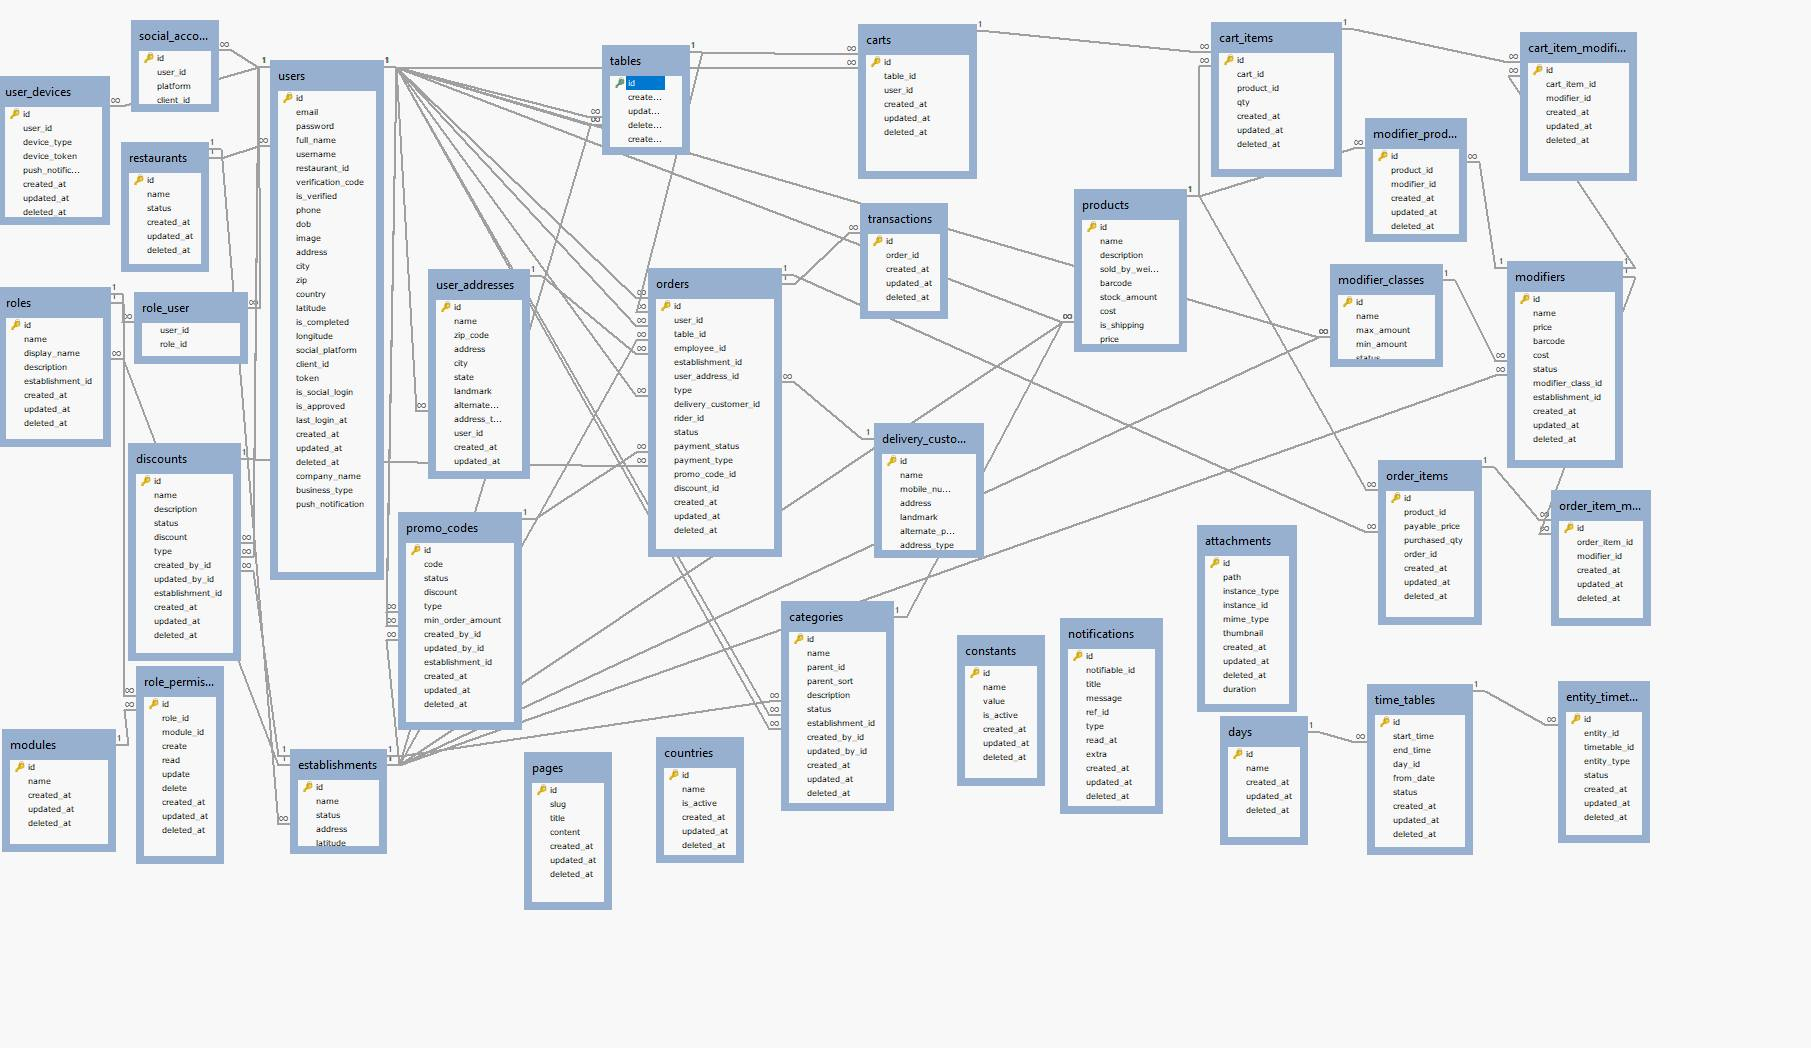 social_acco...
id
user_id
platform
client_id
user_devices
id
user_id
device_type
device_token
push_notific...
created_at
updated_at
deleted_at
restaurants
id
name
status
created_at
updated_at
deleted_at
roles
id
name
display_name
description
establishment_id
created_at
updated_at
deleted_at
role_user
user_id
role_id
discounts
id
name
description
status
discount
type
created_by_id
updated_by_id
establishment_id
created_at
updated_at
deleted_at
role_permis...
id
role_id
module_id
create
read
update
delete
created_at
updated_at
deleted_at
modules
id
name
created_at
updated_at
deleted_at
users
id
email
password
full_name
username
restaurant_id
verification_code
is_verified
phone
dob
image
address
city
zip
country
latitude
is_completed
longitude
social_platform
client_id
token
is_social_login
is_approved
last_login_at
created_at
updated_at
deleted_at
company_name
business_type
push_notification
establishments
id
name
status
address
latitude
user_addresses
id
name
zip_code
address
city
state
landmark
alternate...
address_t...
user_id
created_at
updated_at
promo_codes
id
code
status
discount
type
min_order_amount
created_by_id
updated_by_id
establishment_id
created_at
updated_at
deleted_at
pages
id
slug
title
content
created_at
updated_at
deleted_at
tables
id
create...
updat...
delete...
create...
orders
id
user_id
table_id
employee_id
establishment_id
user_address_id
type
delivery_customer_id
rider_id
status
payment_status
payment_type
promo_code_id
discount_id
created_at
updated_at
deleted_at
countries
id
name
is_active
created_at
updated_at
deleted_at
carts
id
table_id
user_id
created_at
updated_at
deleted_at
transactions
id
order_id
created_at
updated_at
deleted_at
delivery_custo...
id
name
mobile_nu...
address
landmark
alternate_p...
address_type
categories
id
name
parent_id
parent_sort
description
status
establishment_id
created_by_id
updated_by_id
created_at
updated_at
deleted_at
constants
id
name
value
is_active
created_at
updated_at
deleted_at
notifications
id
notifiable_id
title
message
ref_id
type
read_at
extra
created_at
updated_at
deleted_at
products
id
name
description
sold_by_wei...
barcode
stock_amount
cost
is_shipping
price
cart_items
id
cart_id
product_id
qty
created_at
updated_at
deleted_at
modifier_prod...
id
product_id
modifier_id
created_at
updated_at
deleted_at
cart_item_modifi...
id
cart_item_id
modifier_id
created_at
updated_at
deleted_at
modifier_classes
id
name
max_amount
min_amount
status
modifiers
id
name
price
barcode
cost
status
modifier_class_id
establishment_id
created_at
updated_at
deleted_at
order_items
id
product_id
payable_price
purchased_qty
order_id
created_at
updated_at
deleted_at
order_item_m...
id
order_item_id
modifier_id
created_at
updated_at
deleted_at
attachments
id
path
instance_type
instance_id
mime_type
thumbnail
created_at
updated_at
deleted_at
duration
days
id
name
created_at
updated_at
deleted_at
time_tables
id
start_time
end_time
day_id
from_date
status
created_at
updated_at
deleted_at
entity_timet...
id
entity_id
timetable_id
entity_type
status
created_at
updated_at
deleted_at